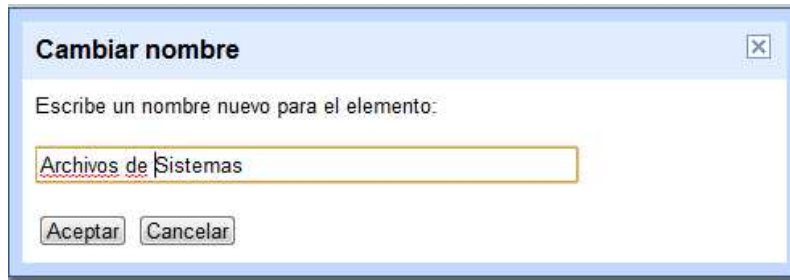 Cambiar nombre
Escribe un nombre nuevo para el elemento:
Archivos de Sistemas
Aceptar Cancelar